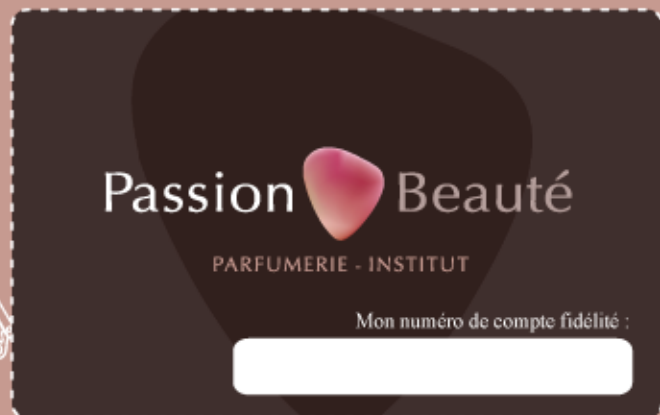 Passion Beauté
PARFUMERIE - INSTITUT
Mon numéro de compte fidélité :